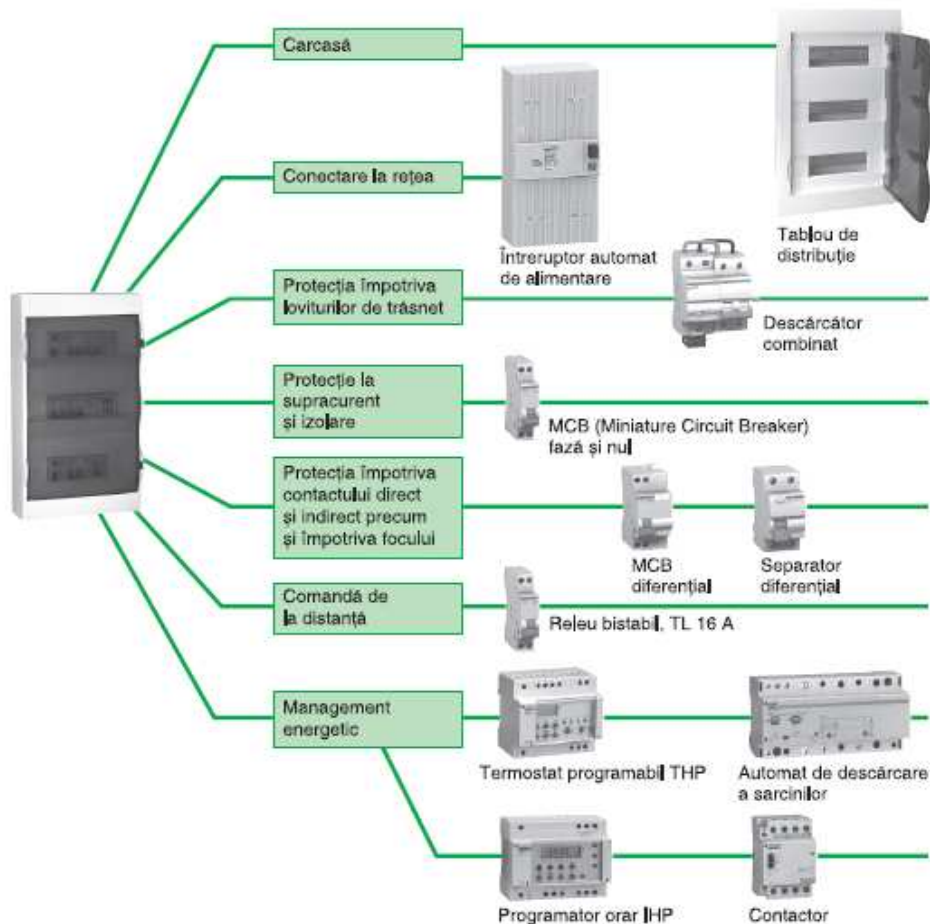 Carcasă
Conectare la rețea
Întreruptor automat
de alimentare
Tablou de
distribuție
Protecția împotriva
loviturilor de trăsnet
Descărcător
combinat
Protecție la
supracurent
și izolare
MCB (Miniature Circuit Breaker)
fază și nul
Protecția împotriva
contactului direct
și indirect precum
și împotriva focului
MCB
diferențial
Separator
diferențial
Comandă de
la distanță
Releu bistabil, TL 16 A
Management
energetic
Termostat programabil THP
Automat de descărcare
a sarcinilor
Programator orar IHP
Contactor